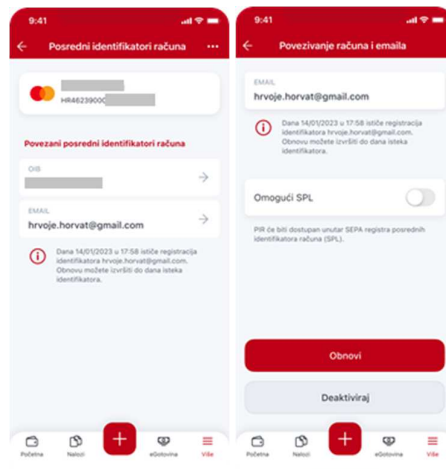 9:41
Posredni identifikatori računa
HR46239000
Povezani posredni identifikatori računa
OIB
EMAIL
hrvoje.horvat@gmail.com
Dana 14/01/2023 u 17:58 ističe registracija
identifikatora hrvoje.horvat@gmail.com.
Obnovu možete izvršiti do dana isteka
identifikatora.
Početna
Nalozi
eGotovina
Više
9:41
Povezivanje računa i emaila
EMAIL
hrvoje.horvat@gmail.com
Dana 14/01/2023 u 17:58 ističe registracija
identifikatora hrvoje.horvat@gmail.com.
Obnovu možete izvršiti do dana isteka
identifikatora.
Omogući SPL
PIR će biti dostupan unutar SEPA registra posrednih
identifikatora računa (SPL).
Obnovi
Deaktiviraj
Početna
Nalozi
eGotovina
Više